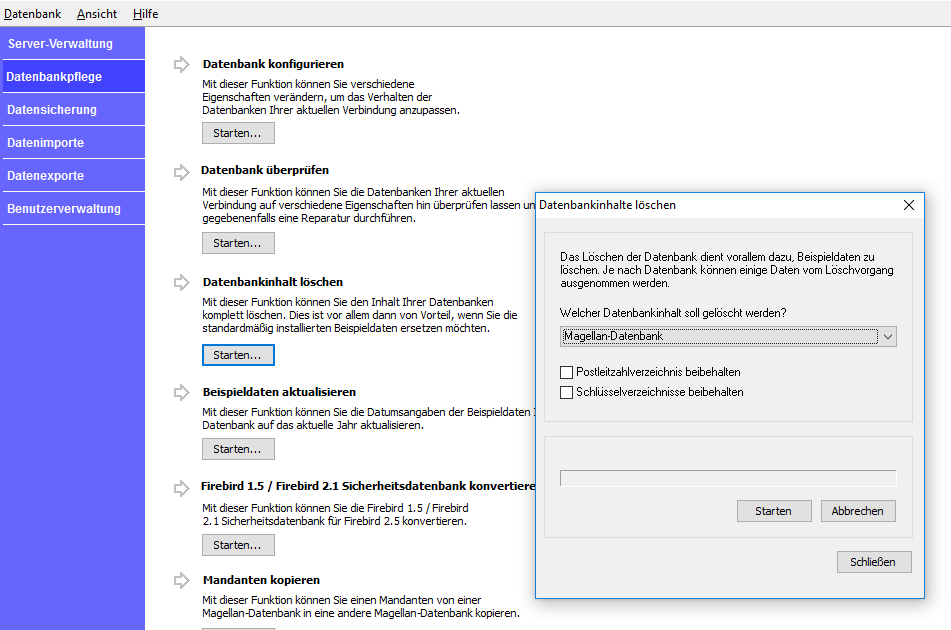 Datenbank Ansicht Hilfe
Server-Verwaltung
Datenbankpflege
Datensicherung
Datenimporte
Datenexporte
Benutzerverwaltung
Datenbank konfigurieren
Mit dieser Funktion können Sie verschiedene
Eigenschaften verändern, um das Verhalten der
Datenbanken Ihrer aktuellen Verbindung anzupassen.
Starten...
Datenbank überprüfen
Mit dieser Funktion können Sie die Datenbanken Ihrer aktuellen
Verbindung auf verschiedene Eigenschaften hin überprüfen lassen un
gegebenenfalls eine Reparatur durchführen.
Starten...
Datenbankinhalt löschen
Mit dieser Funktion können Sie den Inhalt Ihrer Datenbanken
komplett löschen. Dies ist vor allem dann von Vorteil, wenn Sie die
standardmäßig installierten Beispieldaten ersetzen möchten.
Starten...
Beispieldaten aktualisieren
Mit dieser Funktion können Sie die Datumsangaben der Beispieldaten
Datenbank auf das aktuelle Jahr aktualisieren.
Starten...
Firebird 1.5 / Firebird 2.1 Sicherheitsdatenbank konvertiere
Mit dieser Funktion können Sie die Firebird 1.5 / Firebird
2.1 Sicherheitsdatenbank für Firebird 2.5 konvertieren.
Starten...
Mandanten kopieren
Mit dieser Funktion können Sie einen Mandanten von einer
Magellan-Datenbank in eine andere Magellan-Datenbank kopieren.
Datenbankinhalte löschen
Das Löschen der Datenbank dient vorallem dazu, Beispieldaten zu
löschen. Je nach Datenbank können einige Daten vom Löschvorgang
ausgenommen werden.
Welcher Datenbankinhalt soll gelöscht werden?
Magellan-Datenbank
Postleitzahlverzeichnis beibehalten
Schlüsselverzeichnisse beibehalten
Starten Abbrechen
Schließen